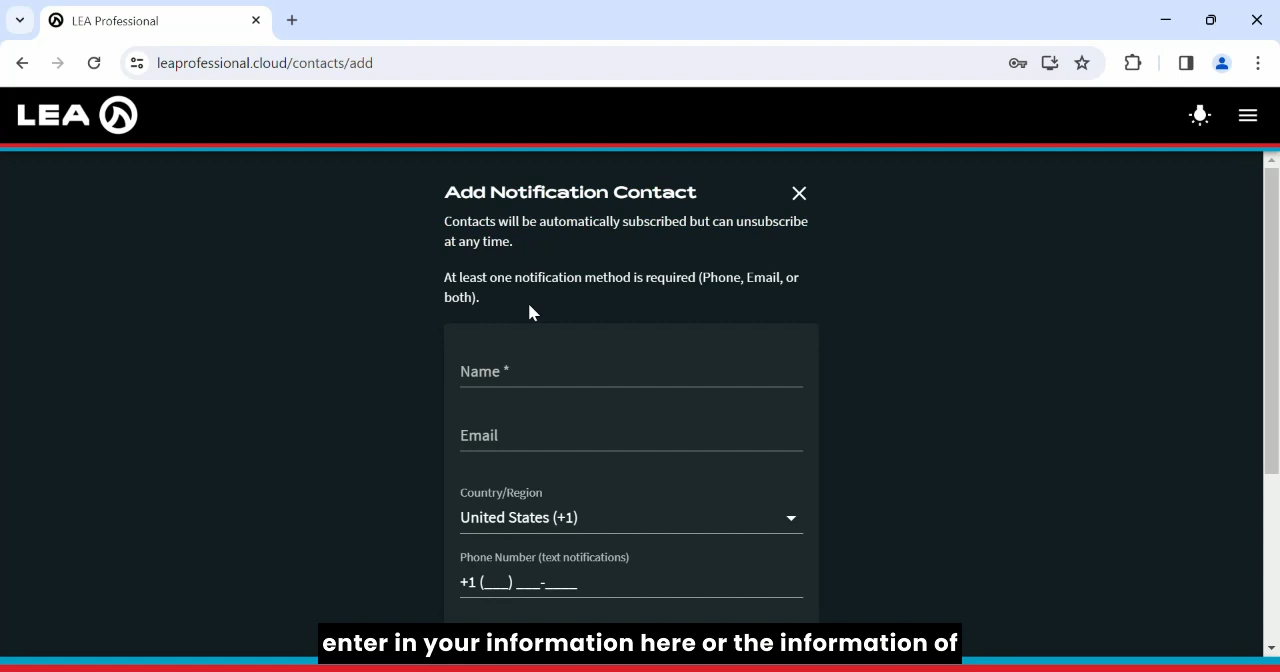 LEA Professional
leaprofessional.cloud/contacts/add
LEA
Add Notification Contact
Contacts will be automatically subscribed but can unsubscribe
at any time.
At least one notification method is required (Phone, Email, or
both).
Name *
Email
Country/Region
United States (+1)
Phone Number (text notifications)
+1 (___) ___-____
enter in your information here or the information of